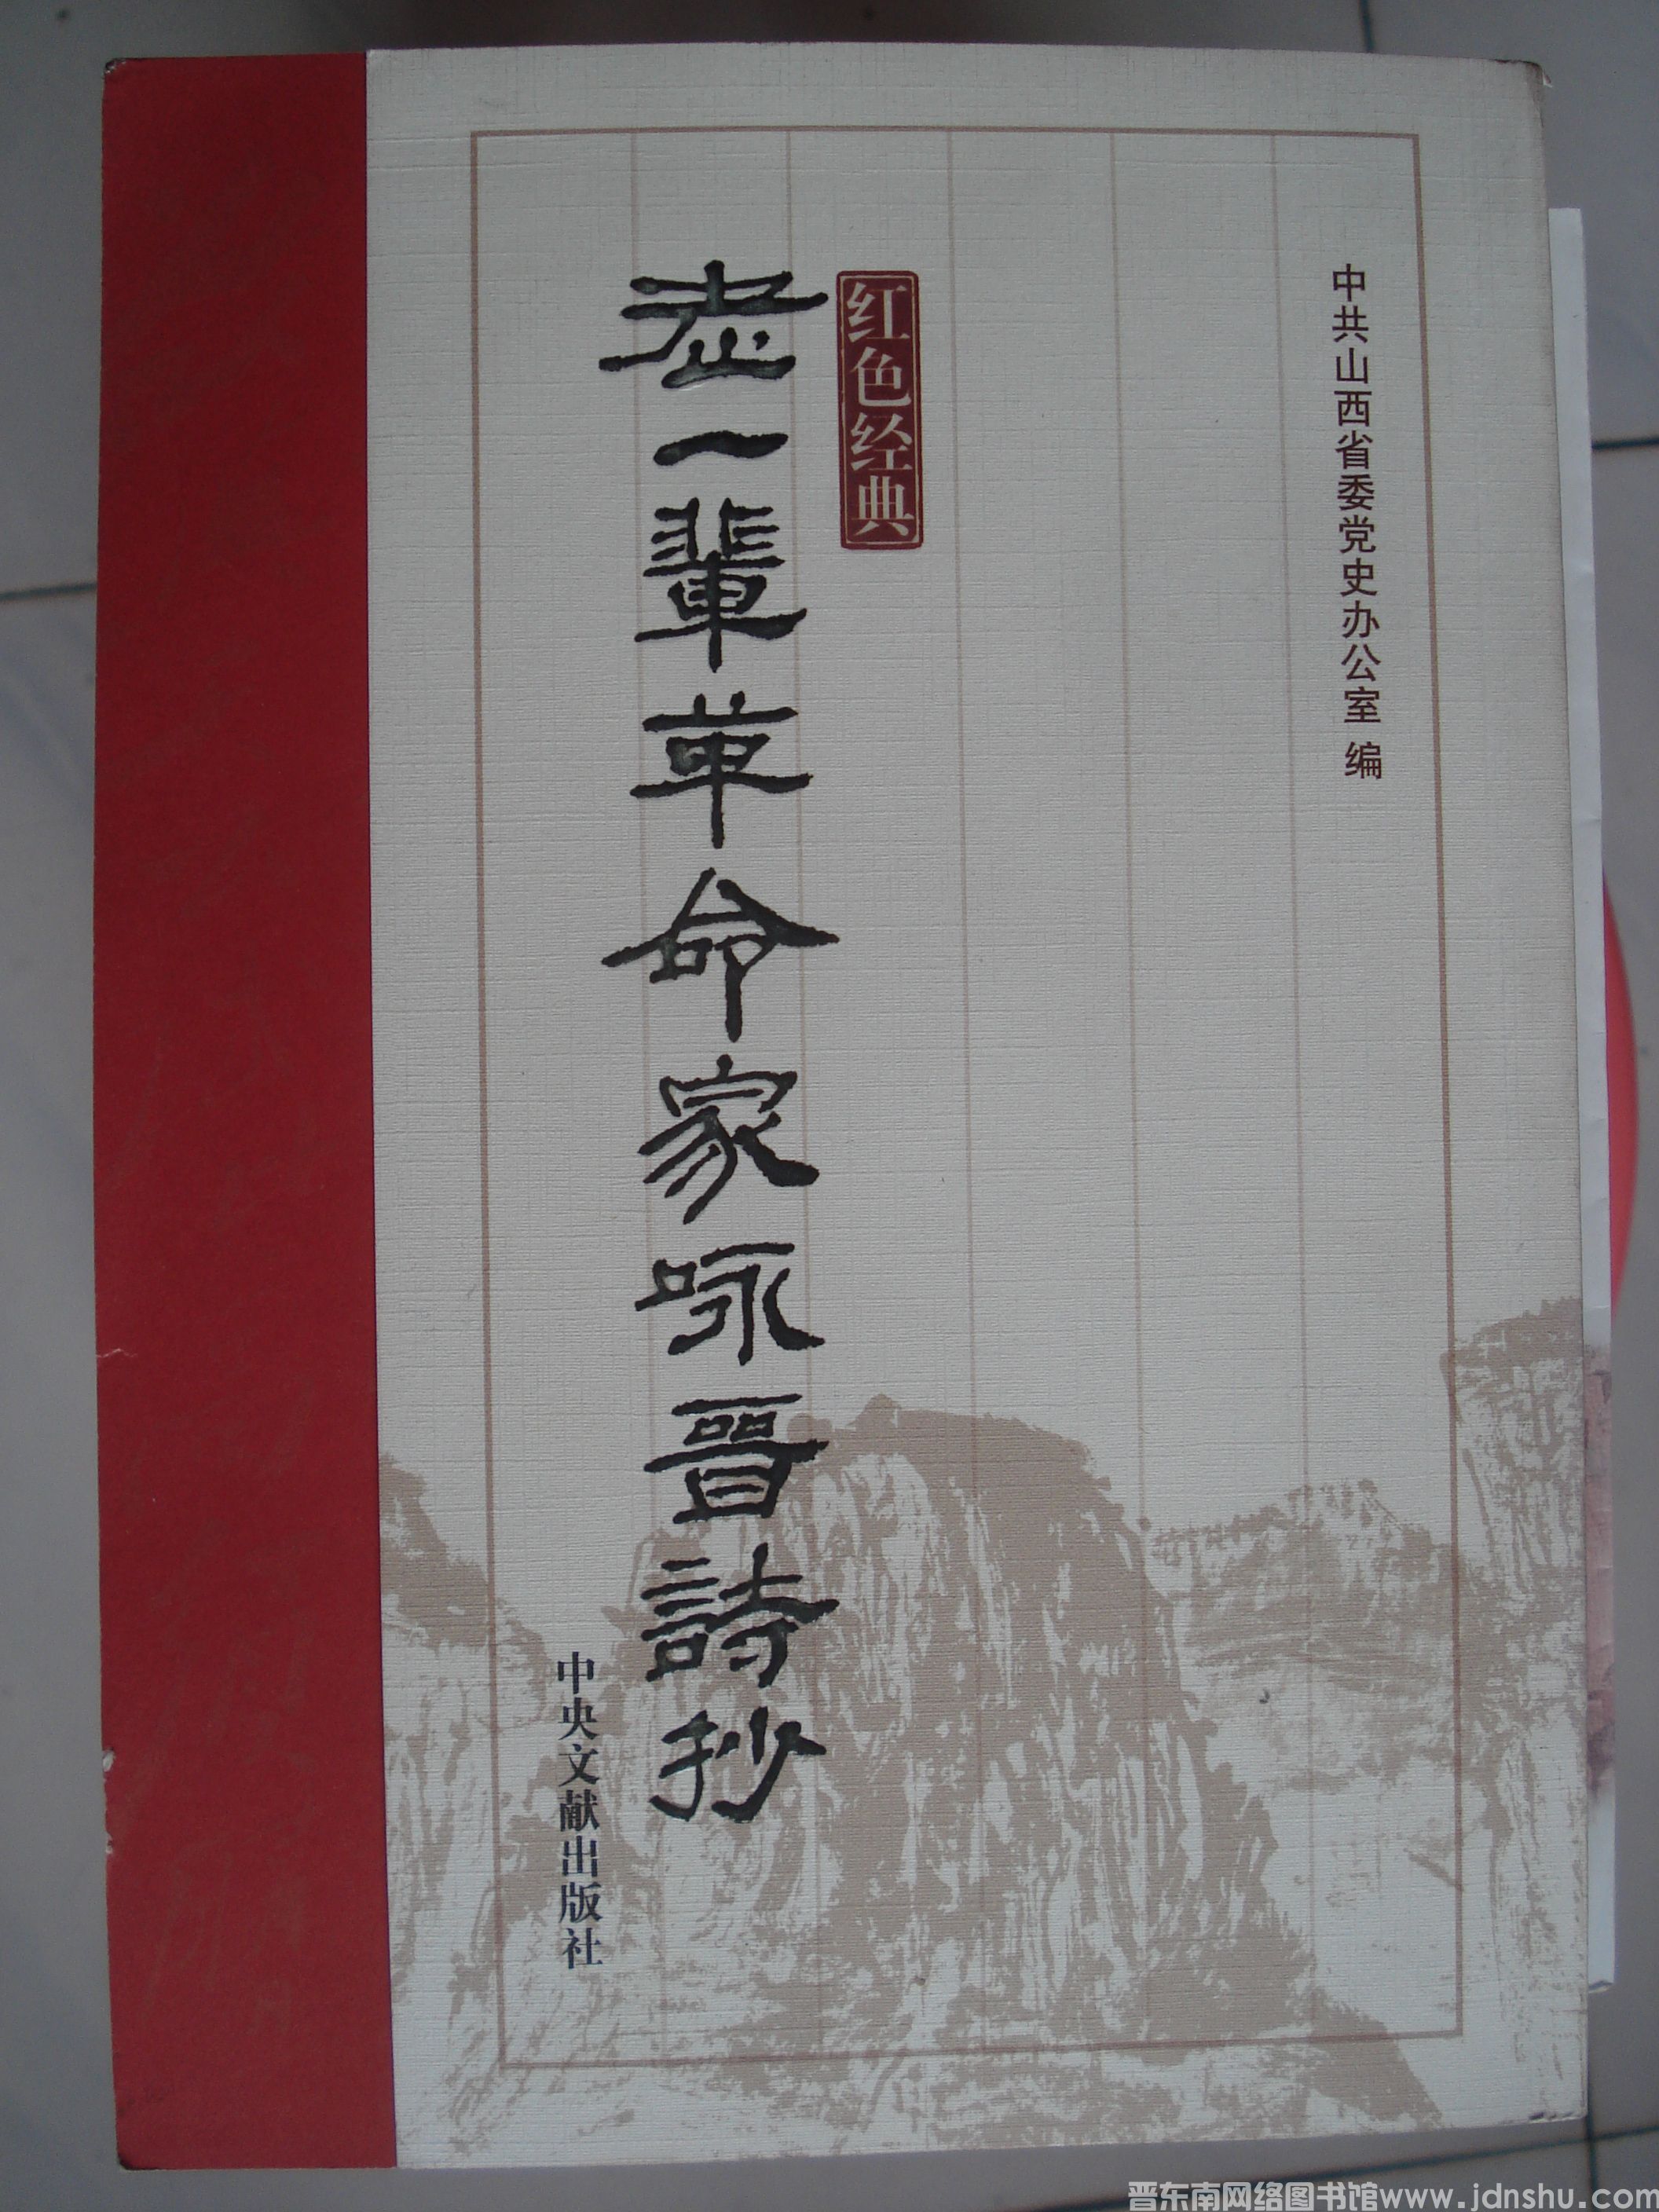 中共山西省委党史办公室 编
红色经典
老一輩革命家咏晋詩抄
中央文献出版社
晋东南网络图书馆www.jdnshu.com